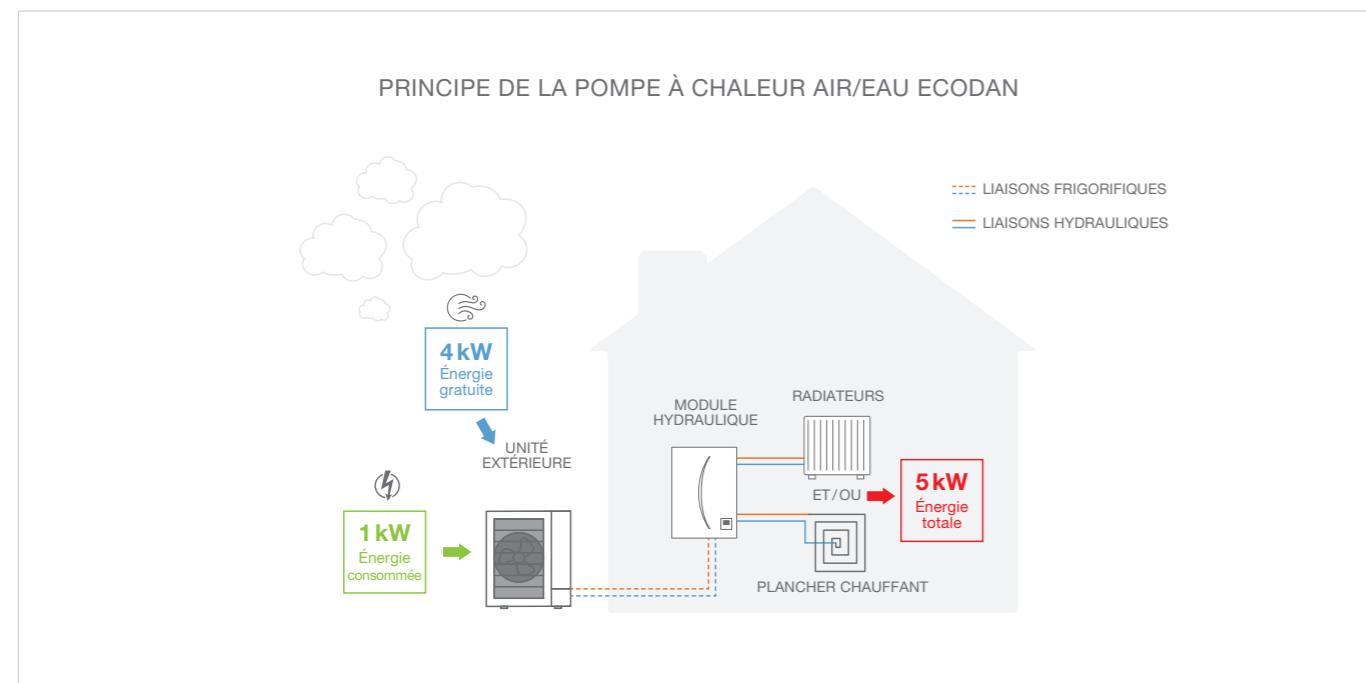 PRINCIPE DE LA POMPE À CHALEUR AIR/EAU ECODAN
LIAISONS FRIGORIFIQUES
LIAISONS HYDRAULIQUES
4 kW
Énergie
gratuite
UNITÉ
EXTÉRIEURE
1 kW
Énergie
consommée
MODULE
HYDRAULIQUE
RADIATEURS
ET/OU
5 kW
Énergie
totale
PLANCHER CHAUFFANT